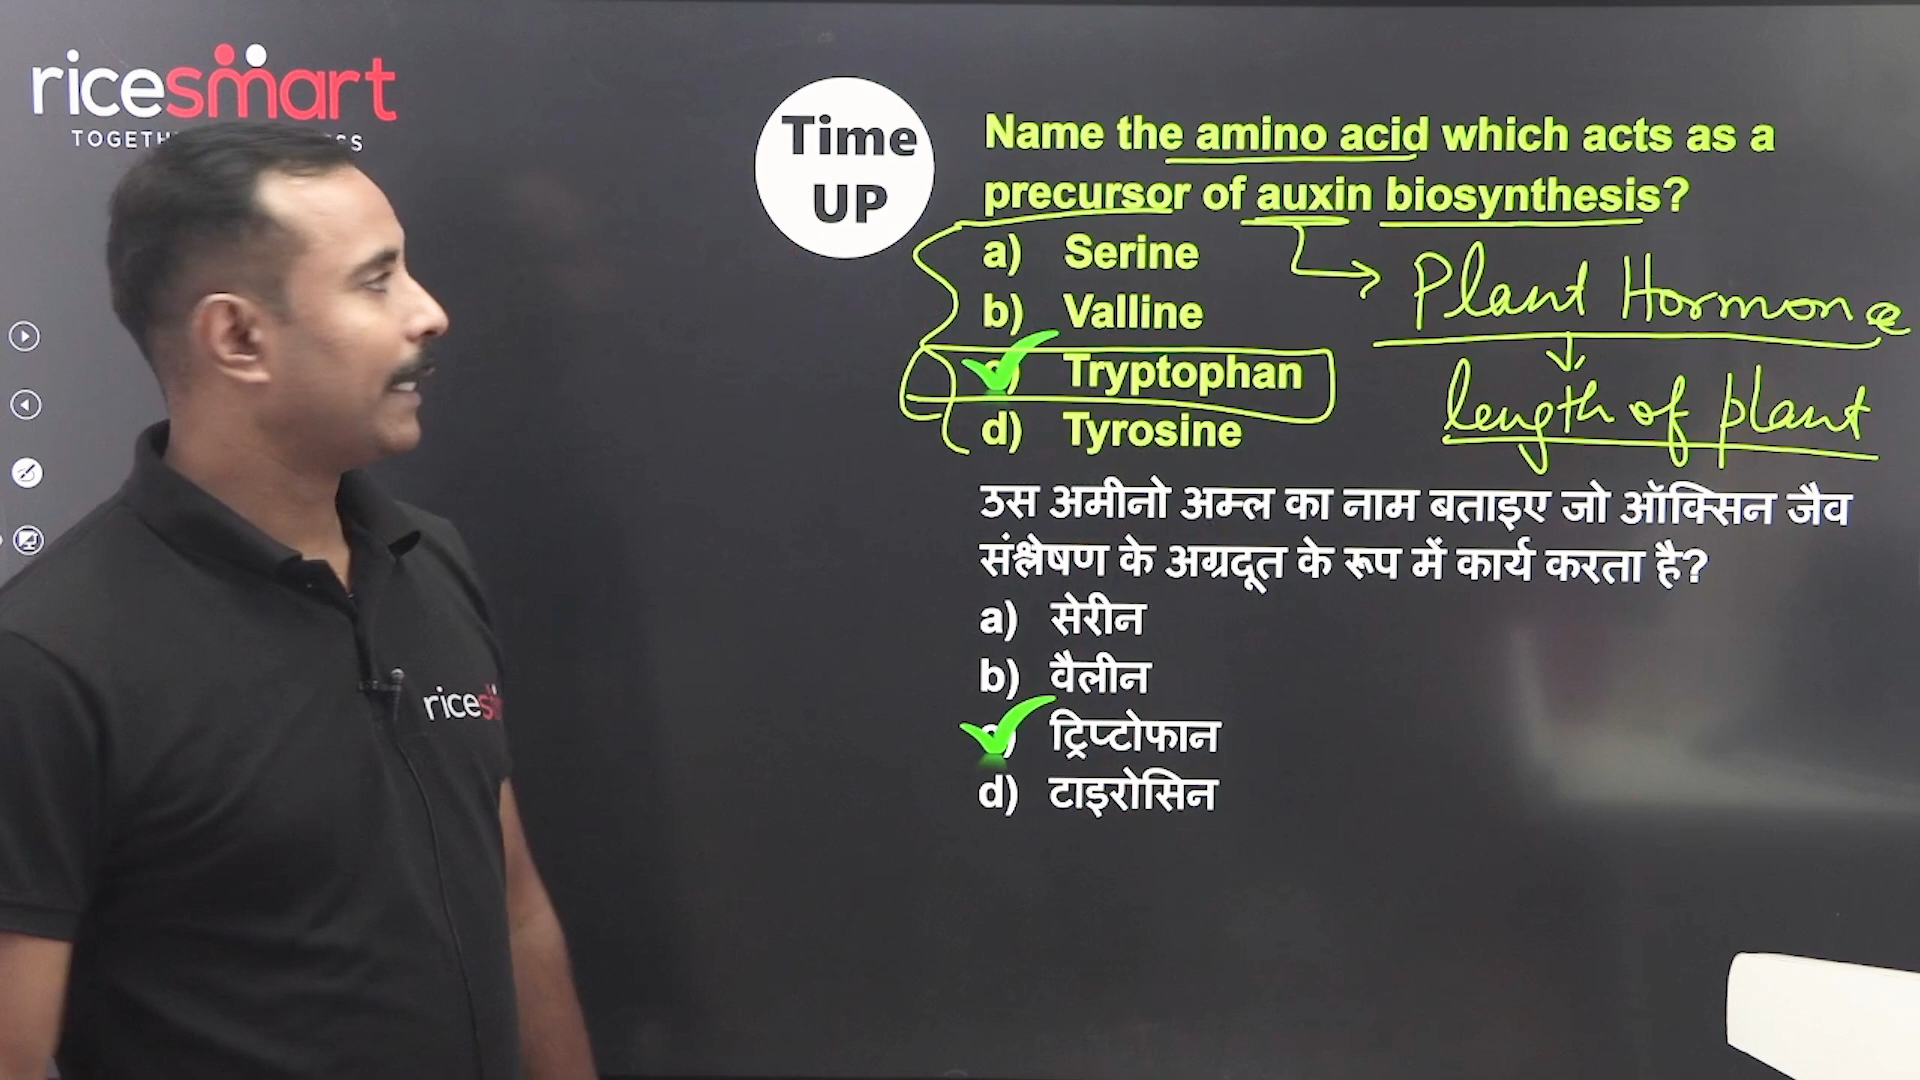 ricesmart
TOGETH SS
Time
UP
Name the amino acid which acts as a
precursor of auxin biosynthesis?
a) Serine
b) Valline
c) Tryptophan
d) Tyrosine
Plant Hormone
length of plant
उस अमीनो अम्ल का नाम बताइए जो ऑक्सिन जैव
संश्लेषण के अग्रदूत के रूप में कार्य करता है?
a) सेरीन
b) वैलीन
c) ट्रिप्टोफान
d) टाइरोसिन
rices